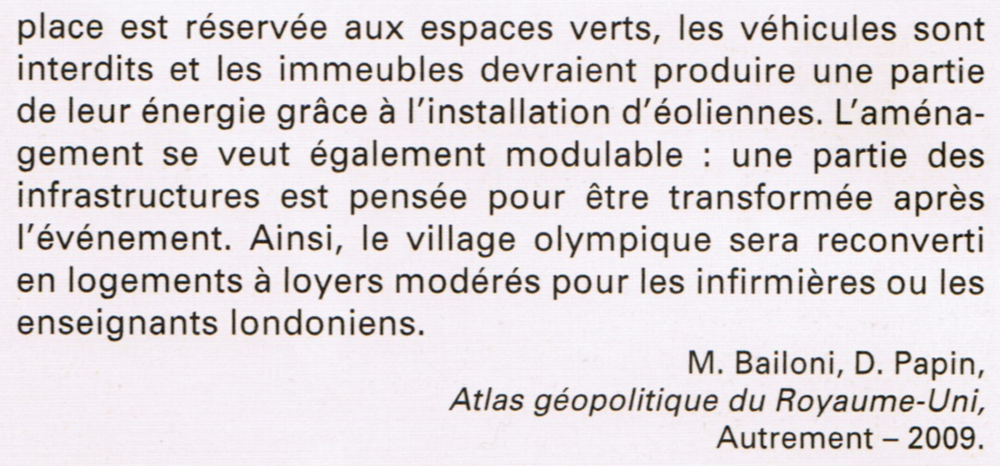 place est réservée aux espaces verts, les véhicules sont
interdits et les immeubles devraient produire une partie
de leur énergie grâce à l'installation d'éoliennes. L'aména-
gement se veut également modulable : une partie des
infrastructures est pensée pour être transformée après
l'événement. Ainsi, le village olympique sera reconverti
en logements à loyers modérés pour les infirmières ou les
enseignants londoniens.
M. Bailoni, D. Papin,
Atlas géopolitique du Royaume-Uni,
Autrement – 2009.